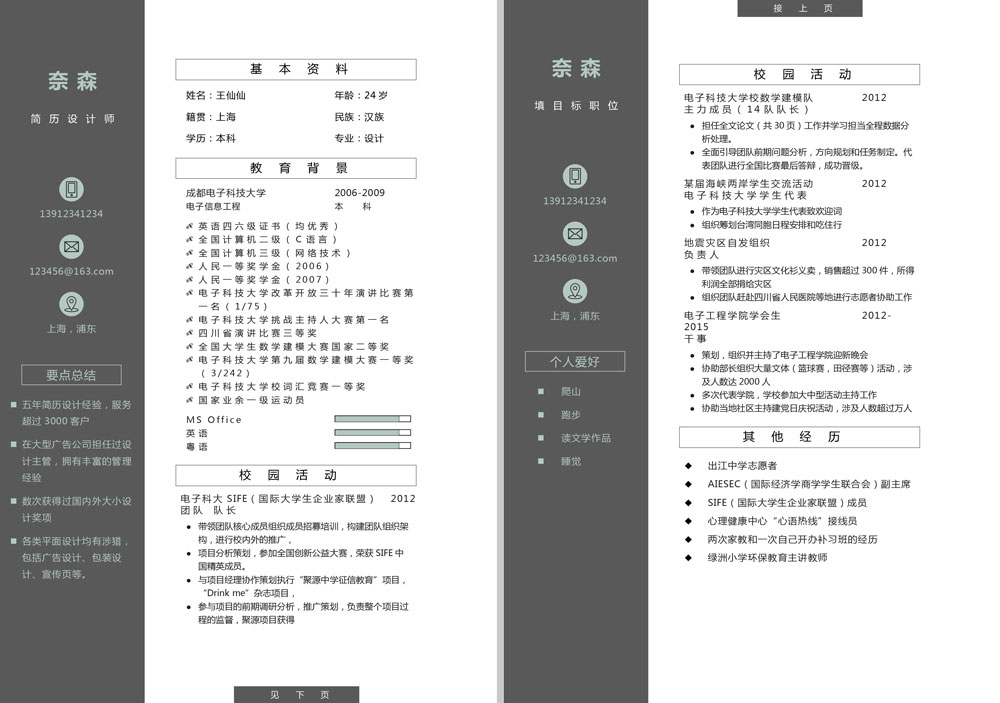 奈森
简历设计师
13912341234
123456@163.com
上海，浦东
要点总结
五年简历设计经验，服务
超过 3000 客户
在大型广告公司担任过设
计主管，拥有丰富的管理
经验
数次获得过国内外大小设
计奖项
各类平面设计均有涉猎，
包括广告设计、包装设
计、宣传页等。
基本资料
姓名：王仙仙 年龄：24 岁
籍贯：上海 民族：汉族
学历：本科 专业：设计
教育背景
成都电子科技大学 2006-2009
电子信息工程 本 科
英语四六级证书（均优秀）
全国计算机二级（C语言）
全国计算机三级（网络技术）
人民一等奖学金（2006）
人民一等奖学金（2007）
电子科技大学改革开放三十年演讲比赛第
一名（1/75）
电子科技大学挑战主持人大赛第一名
四川省演讲比赛三等奖
全国大学生数学建模大赛国家二等奖
电子科技大学第九届数学建模大赛一等奖
（3/242）
电子科技大学校词汇竞赛一等奖
国家业余一级运动员
MS Office
英语
粤语
校园活动
电子科大 SIFE（国际大学生企业家联盟） 2012
团队 队长
带领团队核心成员组织成员招募培训，构建团队组织架
构，进行校内外的推广，
项目分析策划，参加全国创新公益大赛，荣获 SIFE 中
国精英成员。
与项目经理协作策划执行“聚源中学征信教育”项目，
“Drink me”杂志项目，
参与项目的前期调研分析，推广策划，负责整个项目过
程的监督，聚源项目获得
见下页
接上页
奈森
填目标职位
13912341234
123456@163.com
上海，浦东
个人爱好
爬山
跑步
读文学作品
睡觉
校园活动
电子科技大学校数学建模队 2012
主力成员（14队队长）
担任全文论文（共 30 页）工作并学习担当全程数据分
析处理。
全面引导团队前期问题分析，方向规划和任务制定。代
表团队进行全国比赛最后答辩，成功晋级。
某届海峡两岸学生交流活动 2012
电子科技大学学生代表
作为电子科技大学学生代表致欢迎词
组织筹划台湾同胞日程安排和吃住行
地震灾区自发组织 2012
负责人
带领团队进行灾区文化衫义卖，销售超过 300 件，所得
利润全部捐给灾区
组织团队赶赴四川省人民医院等地进行志愿者协助工作
电子工程学院学会生 2012-
2015
干事
策划，组织并主持了电子工程学院迎新晚会
协助部长组织大量文体（篮球赛，田径赛等）活动，涉
及人数达 2000 人
多次代表学院，学校参加大中型活动主持工作
协助当地社区主持建党日庆祝活动，涉及人数超过万人
其他经历
出江中学志愿者
AIESEC（国际经济学商学学生联合会）副主席
SIFE（国际大学生企业家联盟）成员
心理健康中心“心语热线”接线员
两次家教和一次自己开办补习班的经历
绿洲小学环保教育主讲教师